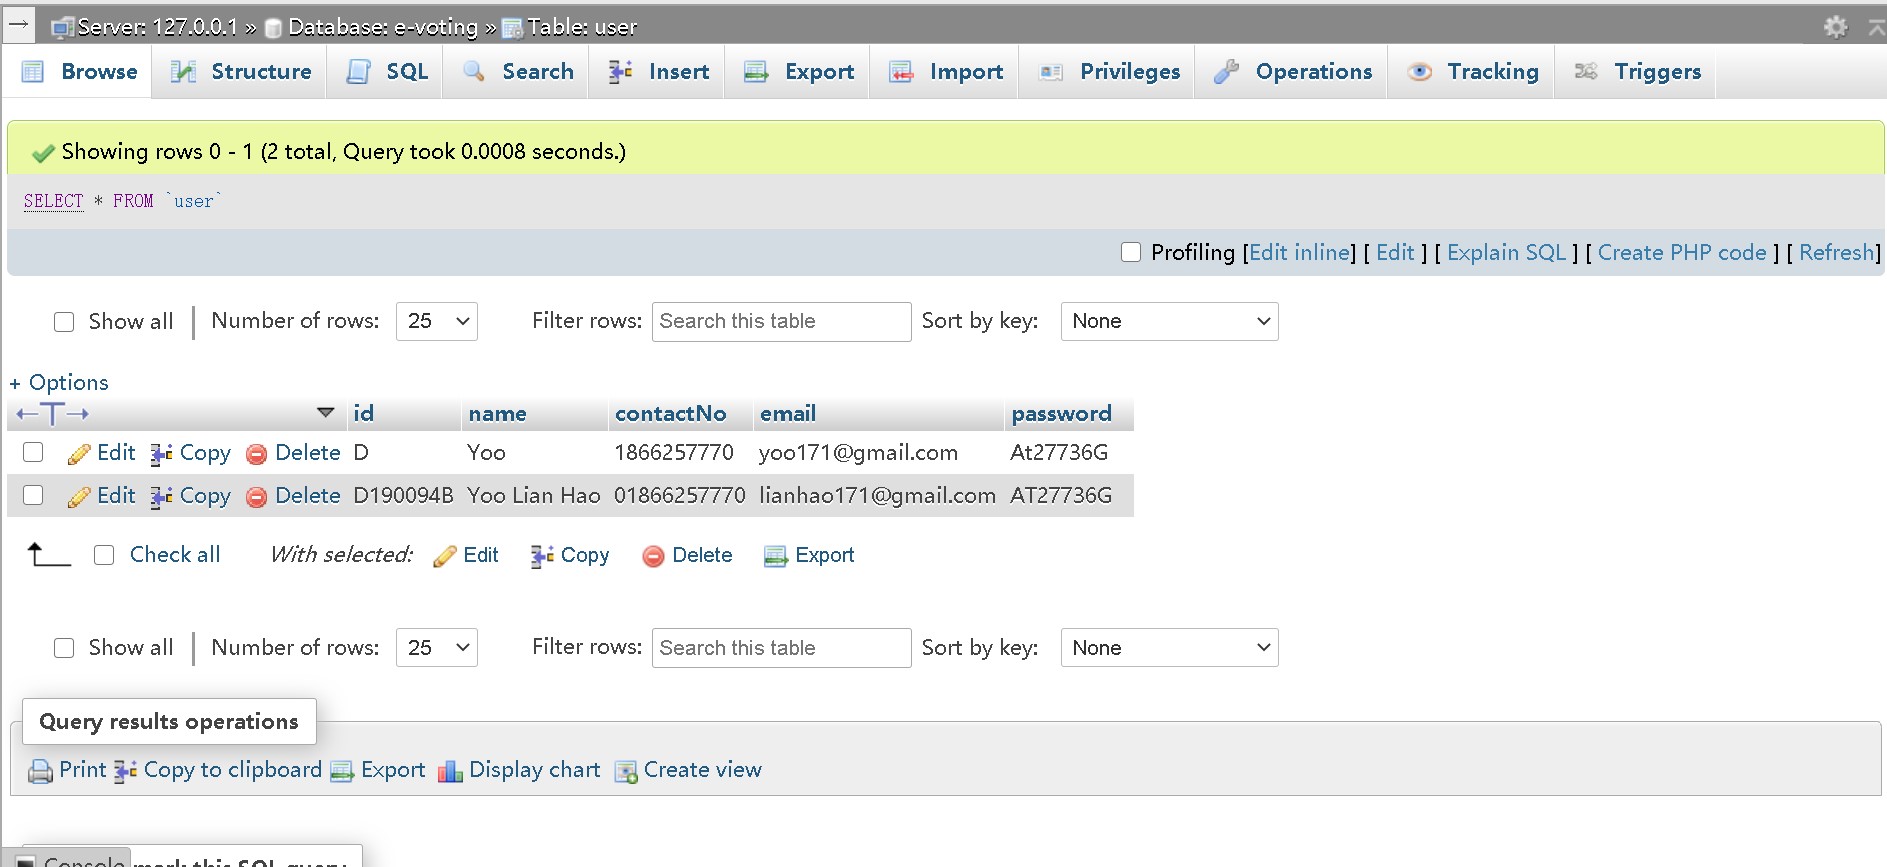 Server: 127.0.0.1 » Database: e-voting » Table: user
Browse Structure SQL Search Insert Export Import Privileges Operations Tracking Triggers
Showing rows 0 - 1 (2 total, Query took 0.0008 seconds.)
SELECT * FROM `user`
Profiling [Edit inline] [ Edit ] [ Explain SQL ] [ Create PHP code ] [ Refresh]
Show all | Number of rows: 25 Filter rows: Search this table Sort by key: None
+ Options
←T→ id name contactNo email password
Edit Copy Delete D Yoo 1866257770 yoo171@gmail.com At27736G
Edit Copy Delete D190094B Yoo Lian Hao 01866257770 lianhao171@gmail.com AT27736G
Check all With selected: Edit Copy Delete Export
Show all | Number of rows: 25 Filter rows: Search this table Sort by key: None
Query results operations
Print Copy to clipboard Export Display chart Create view
Console mark this SQL query